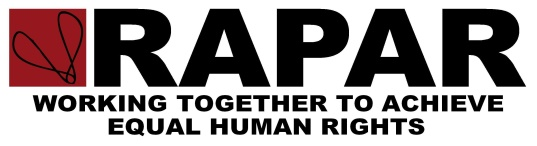 RAPAR
WORKING TOGETHER TO ACHIEVE
EQUAL HUMAN RIGHTS